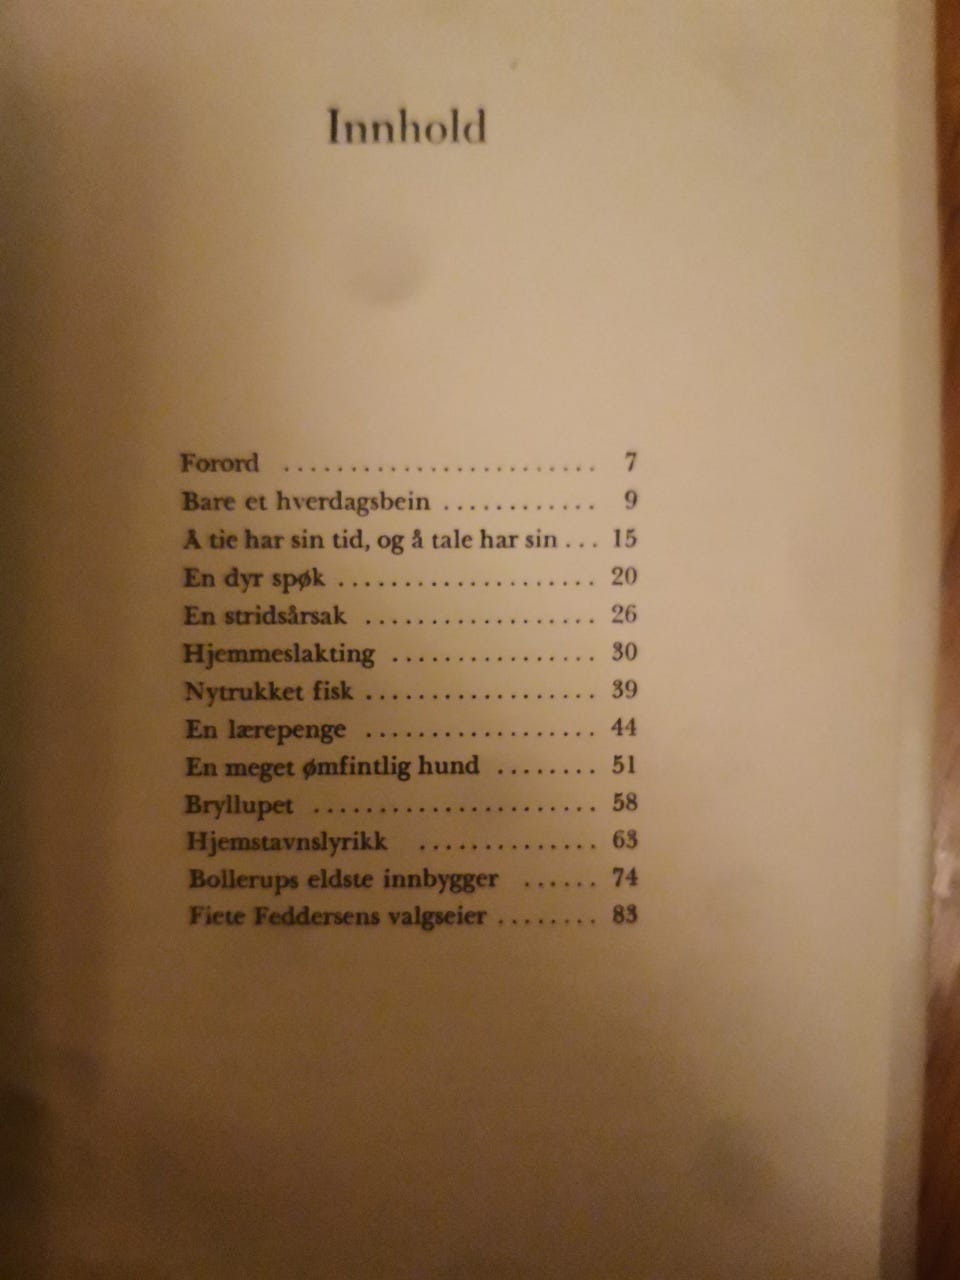 Innhold
Forord ........................ 7
Bare et hverdagsbein ............ 9
Å tie har sin tid, og å tale har sin ... 15
En dyr spøk .................... 20
En stridsårsak .................. 26
Hjemmeslakting ................ 30
Nytrukket fisk .................. 39
En lærepenge .................. 44
En meget ømfintlig hund ........ 51
Bryllupet ...................... 58
Hjemstavnslyrikk .............. 63
Bollerups eldste innbygger ...... 74
Fiete Feddersens valgseier ........ 83